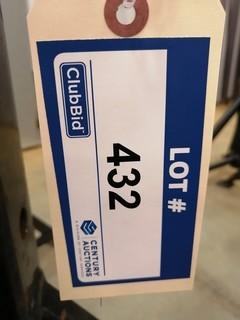 LOT #
432
ClubBid
CENTURY
AUCTIONS